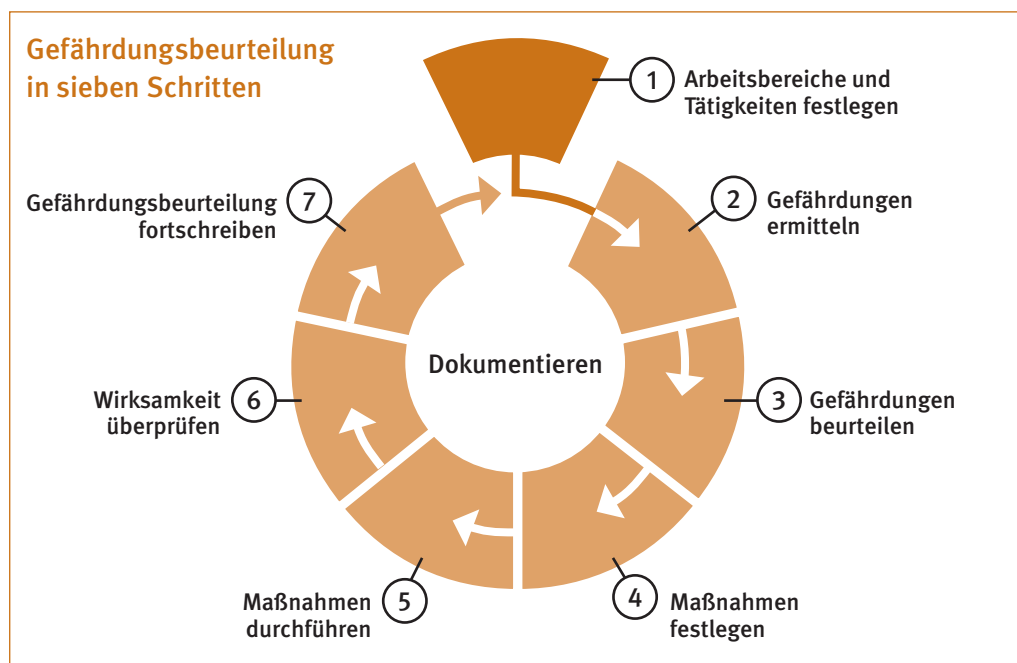 Gefährdungsbeurteilung
in sieben Schritten
1
Arbeitsbereiche und
Tätigkeiten festlegen
2
Gefährdungen
ermitteln
3
Gefährdungen
beurteilen
4
Maßnahmen
festlegen
5
Maßnahmen
durchführen
6
Wirksamkeit
überprüfen
7
Gefährdungsbeurteilung
fortschreiben
Dokumentieren